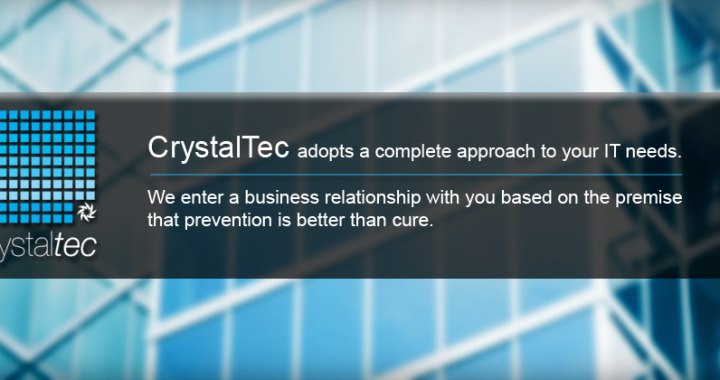 CrystalTec adopts a complete approach to your IT needs.
We enter a business relationship with you based on the premise
that prevention is better than cure.
ystaltec